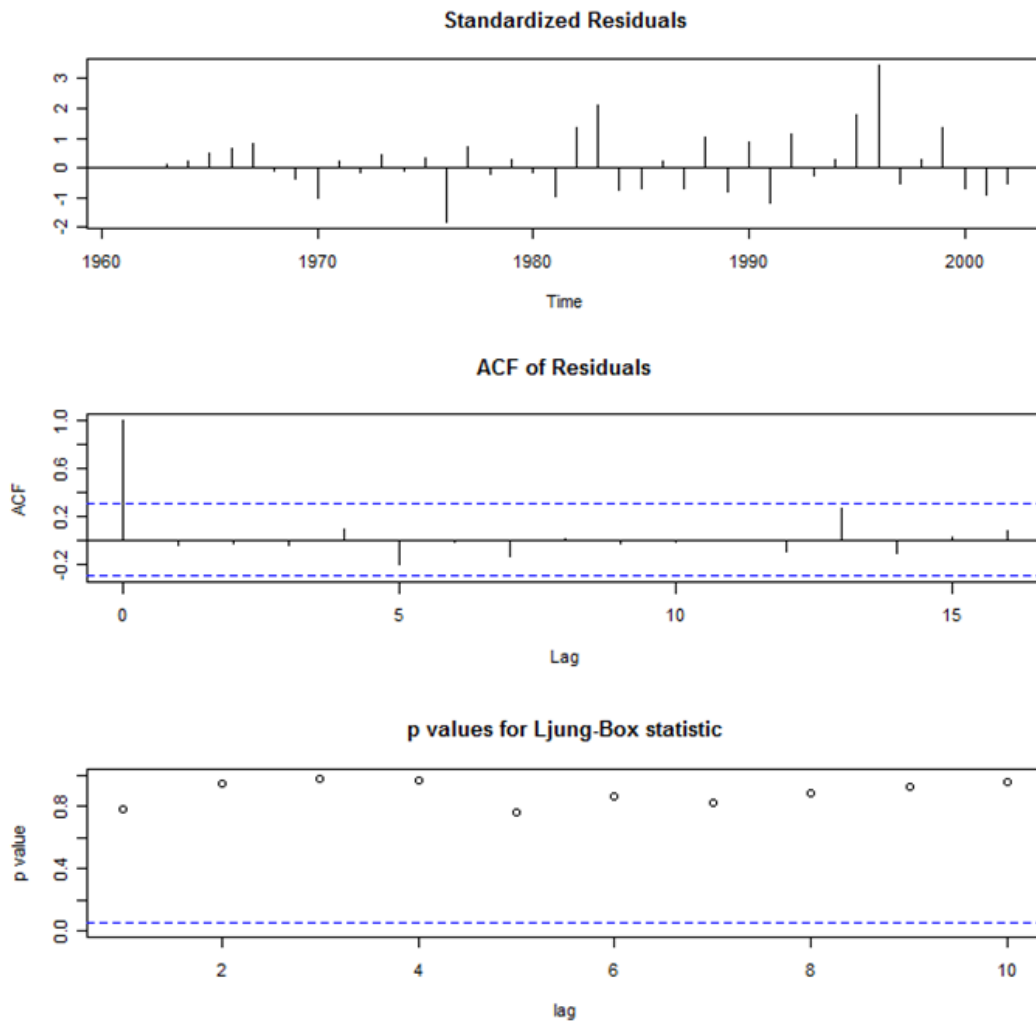 Standardized Residuals
3
2
1
0
-1
-2
1960 1970 1980 1990 2000
Time
ACF of Residuals
ACF
1.0
0.6
0.2
-0.2
0 5 10 15
Lag
p values for Ljung-Box statistic
p value
0.8
0.4
0.0
2 4 6 8 10
lag